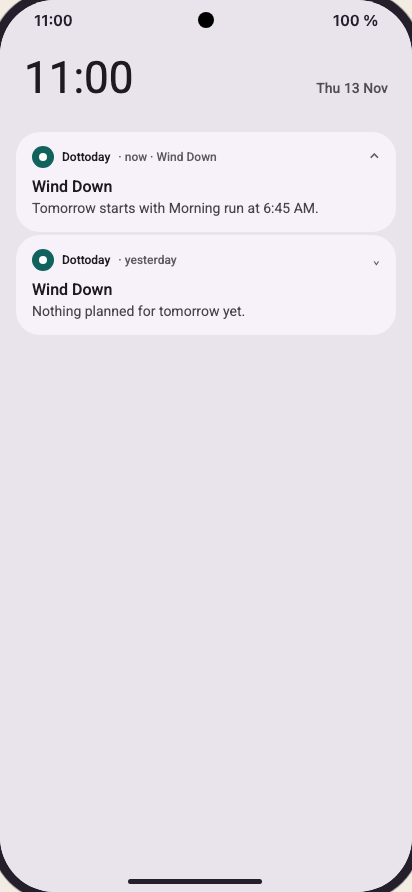 11:00
100 %
11:00
Thu 13 Nov
Dottoday · now · Wind Down
Wind Down
Tomorrow starts with Morning run at 6:45 AM.
Dottoday · yesterday
Wind Down
Nothing planned for tomorrow yet.